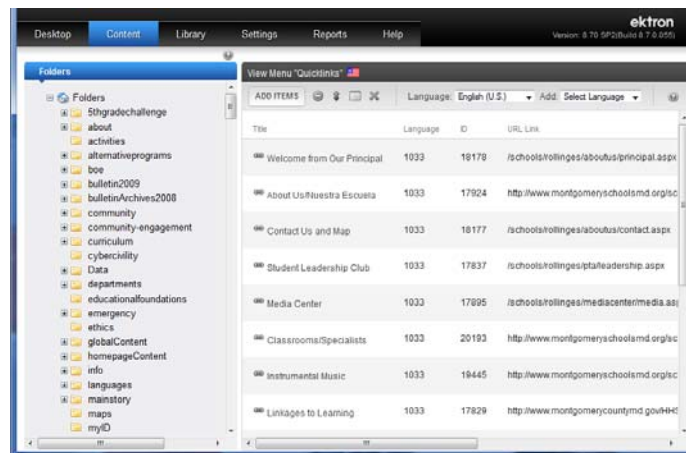 ektron
Desktop Content Library Settings Reports Help
Version: 8.70 SP2(Build 8.7.0.055)
Folders
View Menu "Quicklinks"
ADD ITEMS Language: English (U.S.) Add: Select Language
Folders
5thgradechallenge
about
activities
alternativeprograms
boe
bulletin2009
bulletinArchives2008
community
community-engagement
curriculum
cybercivility
Data
departments
educationalfoundations
emergency
ethics
globalContent
homepageContent
info
languages
mainstory
maps
myID
Title Language ID URL Link
Welcome from Our Principal 1033 18178 /schools/rollinges/aboutus/principal.aspx
About Us/Nuestra Escuela 1033 17924 http://www.montgomeryschoolsmd.org/sc
Contact Us and Map 1033 18177 /schools/rollinges/aboutus/contact.aspx
Student Leadership Club 1033 17837 /schools/rollinges/pta/leadership.aspx
Media Center 1033 17895 /schools/rollinges/mediacenter/media.as
Classrooms/Specialists 1033 20193 http://www.montgomeryschoolsmd.org/sc
Instrumental Music 1033 19445 http://www.montgomeryschoolsmd.org/sc
Linkages to Learning 1033 17829 http://www.montgomerycountymd.gov/HHS